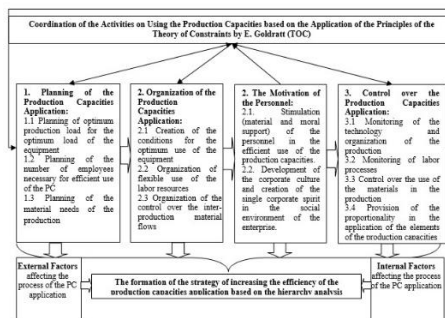 Coordination of the Activities on Using the Production Capacities based on the Application of the Principles of the
Theory of Constraints by E. Goldratt (TOC)
1. Planning of the
Production Capacities
Application:
1.1 Planning of optimum
production load for the
optimum load of the
equipment
1.2 Planning of the
number of employees
necessary for efficient use of
the PC
1.3 Planning of the
material needs of the
production
2. Organization of the
Production
Capacities
Application:
2.1 Creation of the
conditions for the
optimum use of the
equipment
2.2 Organization of
flexible use of the labor
resources
2.3 Organization of the
control over the inter-
production material
flows
2. The Motivation of
the Personnel:
2.1. Stimulation
(material and moral
support) of the
personnel in the
efficient use of the
production capacities.
2.2. Development of
the corporate culture
and creation of the
single corporate spirit
in the social
environment of the
enterprise.
3. Control over the
Production Capacities
Application:
3.1 Monitoring of the
technology and
organization of the
production
3.2 Monitoring of labor
processes
3.3 Control over the use of
the materials in the
production
3.4 Provision of the
proportionality in the
application of the elements of
the production capacities
External Factors
affecting the
process of the PC
application
The formation of the strategy of increasing the efficiency of the
production capacities application based on the hierarchy analysis
Internal Factors
affecting the process
of the PC application